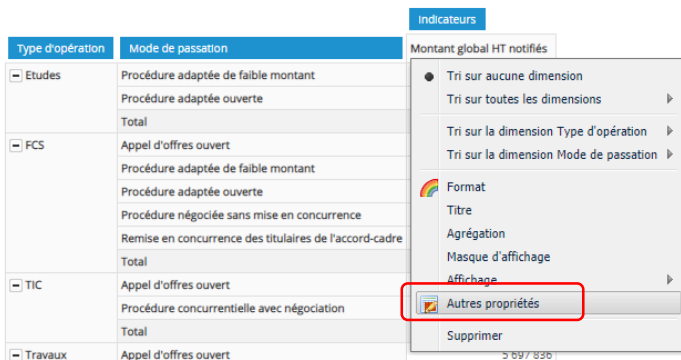 Indicateurs
Type d'opération Mode de passation Montant global HT notifiés
Etudes Procédure adaptée de faible montant
Procédure adaptée ouverte
Total
FCS Appel d'offres ouvert
Procédure adaptée de faible montant
Procédure adaptée ouverte
Procédure négociée sans mise en concurrence
Remise en concurrence des titulaires de l'accord-cadre
Total
TIC Appel d'offres ouvert
Procédure concurrentielle avec négociation
Total
Travaux Appel d'offres ouvert 5 697 836
Tri sur aucune dimension
Tri sur toutes les dimensions
Tri sur la dimension Type d'opération
Tri sur la dimension Mode de passation
Format
Titre
Agrégation
Masque d'affichage
Affichage
Autres propriétés
Supprimer